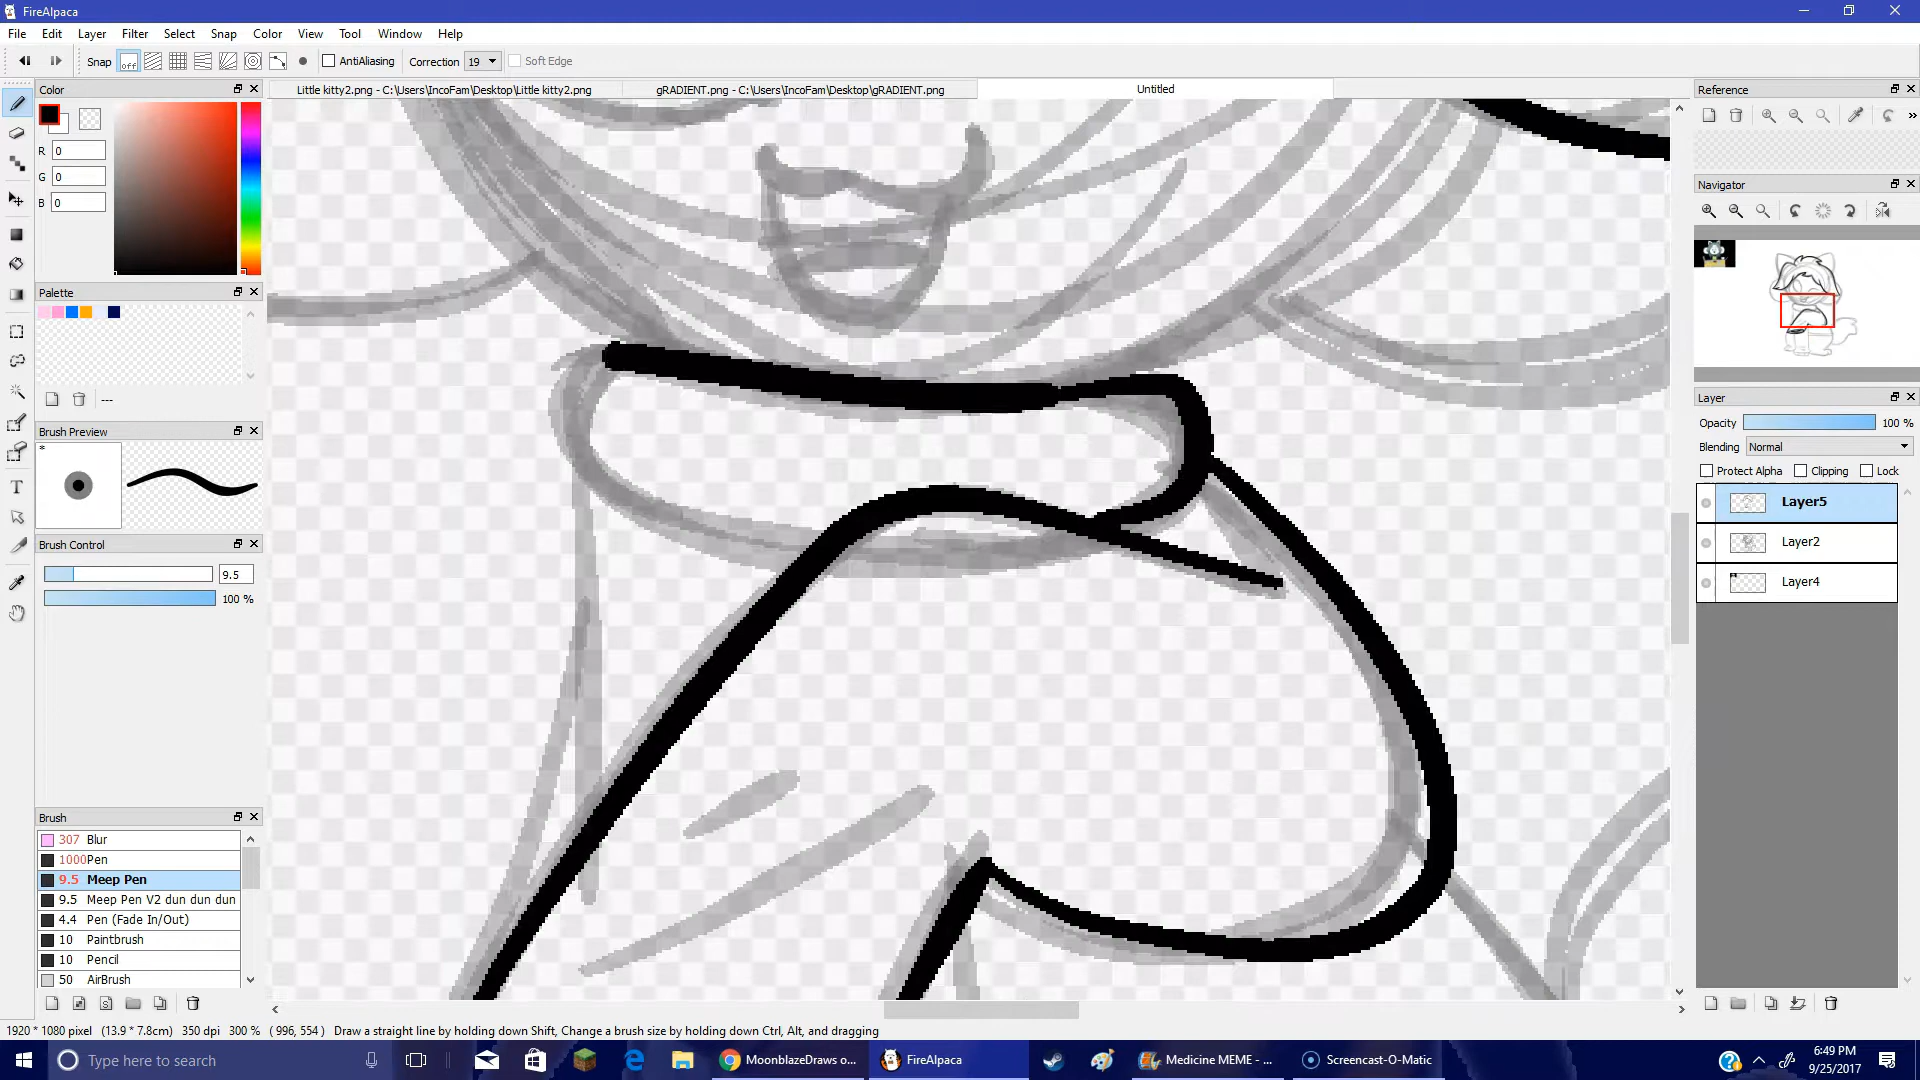 FireAlpaca
File Edit Layer Filter Select Snap Color View Tool Window Help
Snap off AntiAliasing Correction 19 Soft Edge
Color
Little kitty2.png - C:\Users\IncoFam\Desktop\Little kitty2.png
gRADIENT.png - C:\Users\IncoFam\Desktop\gRADIENT.png
Untitled
Reference
R 0
G 0
B 0
Navigator
Palette
---
Layer
Opacity 100 %
Brush Preview
Blending Normal
*
Protect Alpha Clipping Lock
Layer5
Layer2
Layer4
Brush Control
9.5
100 %
Brush
307 Blur
1000 Pen
9.5 Meep Pen
9.5 Meep Pen V2 dun dun dun
4.4 Pen (Fade In/Out)
10 Paintbrush
10 Pencil
50 AirBrush
1920 * 1080 pixel (13.9 * 7.8cm) 350 dpi 300 % ( 996, 554 ) Draw a straight line by holding down Shift, Change a brush size by holding down Ctrl, Alt, and dragging
Type here to search
MoonblazeDraws o...
FireAlpaca
Medicine MEME - ...
Screencast-O-Matic
6:49 PM
9/25/2017